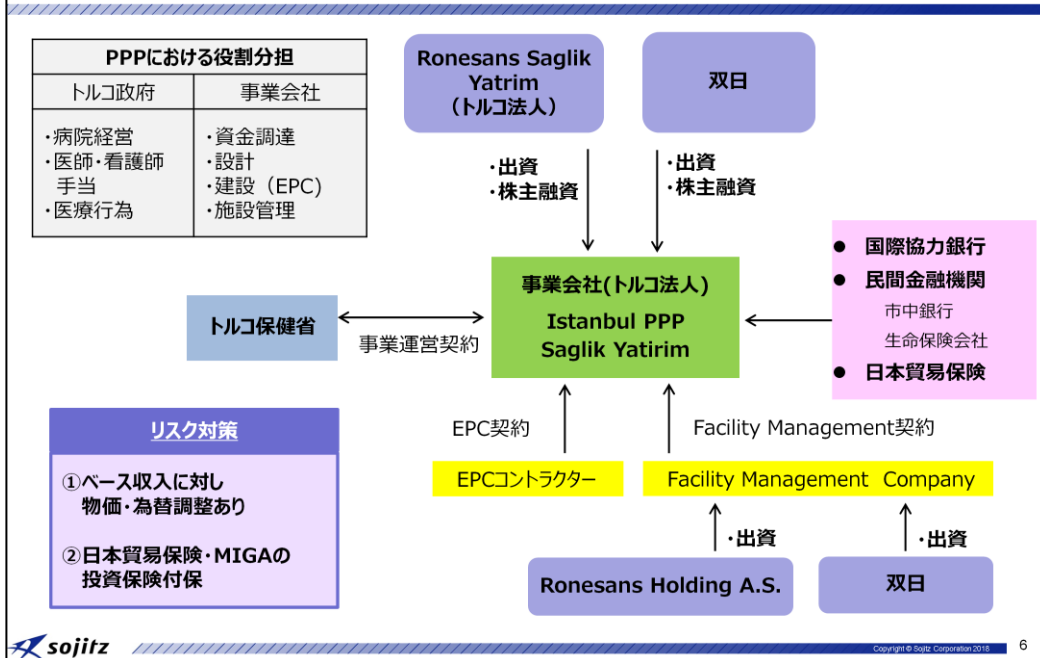 PPPにおける役割分担
トルコ政府
事業会社
・病院経営
・医師・看護師
手当
・医療行為
・資金調達
・設計
・建設（EPC)
・施設管理
Ronesans Saglik
Yatrim
（トルコ法人）
双日
・出資
・株主融資
・出資
・株主融資
事業会社(トルコ法人)
Istanbul PPP
Saglik Yatirim
トルコ保健省
事業運営契約
● 国際協力銀行
● 民間金融機関
市中銀行
生命保険会社
● 日本貿易保険
リスク対策
①ベース収入に対し
物価・為替調整あり
②日本貿易保険・MIGAの
投資保険付保
EPC契約
Facility Management契約
EPCコントラクター
Facility Management Company
・出資
・出資
Ronesans Holding A.S.
双日
sojitz
Copyright © Sojitz Corporation 2018
6